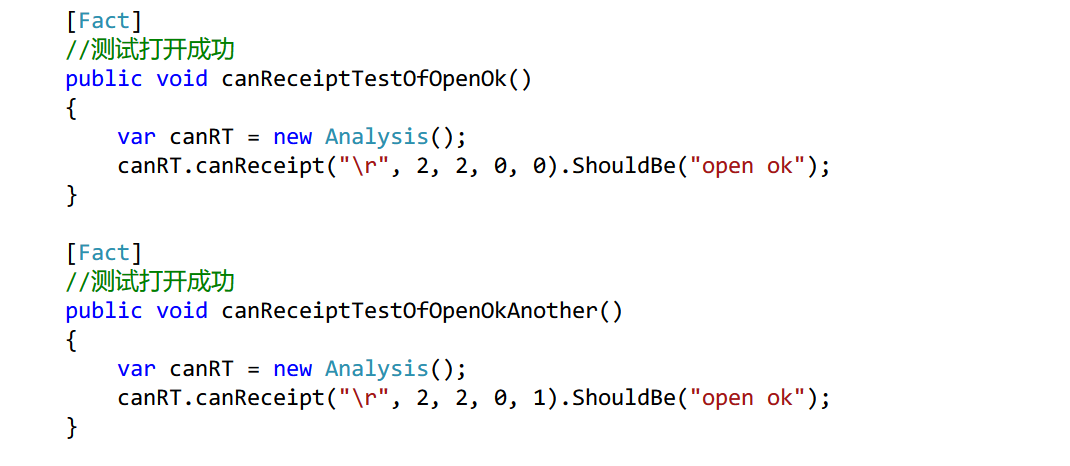 [Fact]
//测试打开成功
public void canReceiptTestOfOpenOk()
{
    var canRT = new Analysis();
    canRT.canReceipt("\r", 2, 2, 0, 0).ShouldBe("open ok");
}

[Fact]
//测试打开成功
public void canReceiptTestOfOpenOkAnother()
{
    var canRT = new Analysis();
    canRT.canReceipt("\r", 2, 2, 0, 1).ShouldBe("open ok");
}